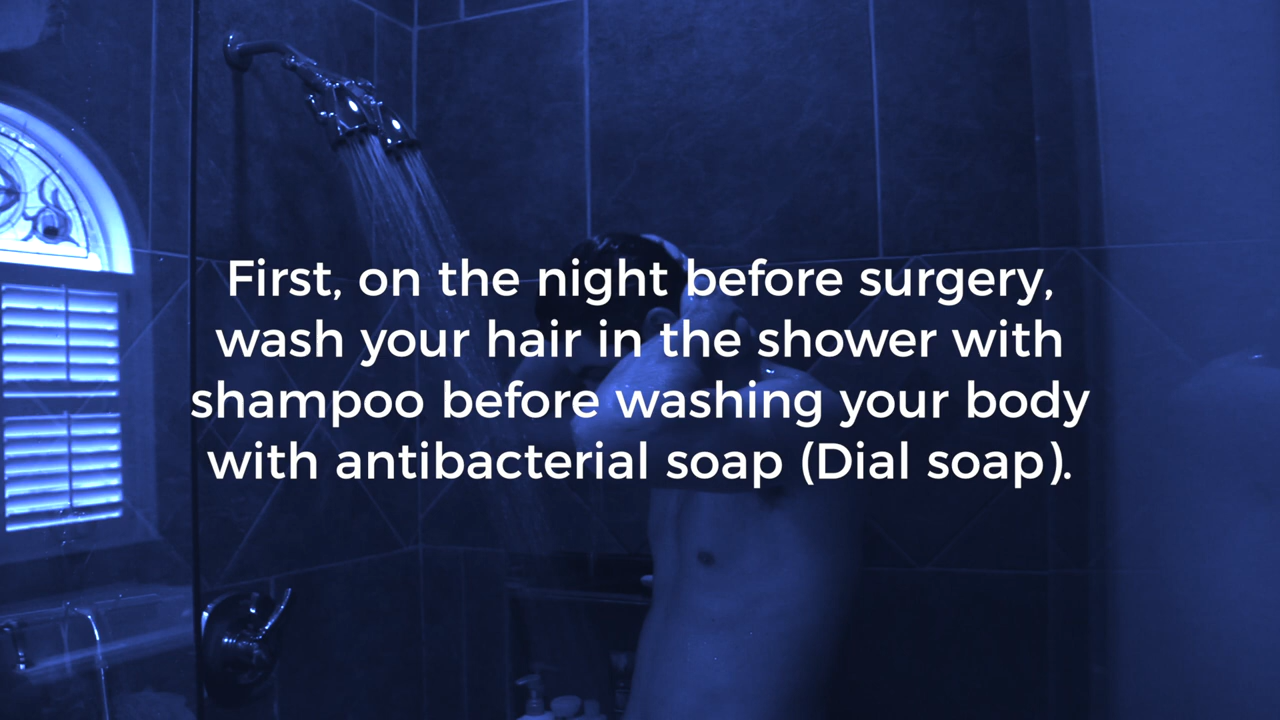 First, on the night before surgery,
wash your hair in the shower with
shampoo before washing your body
with antibacterial soap (Dial soap).